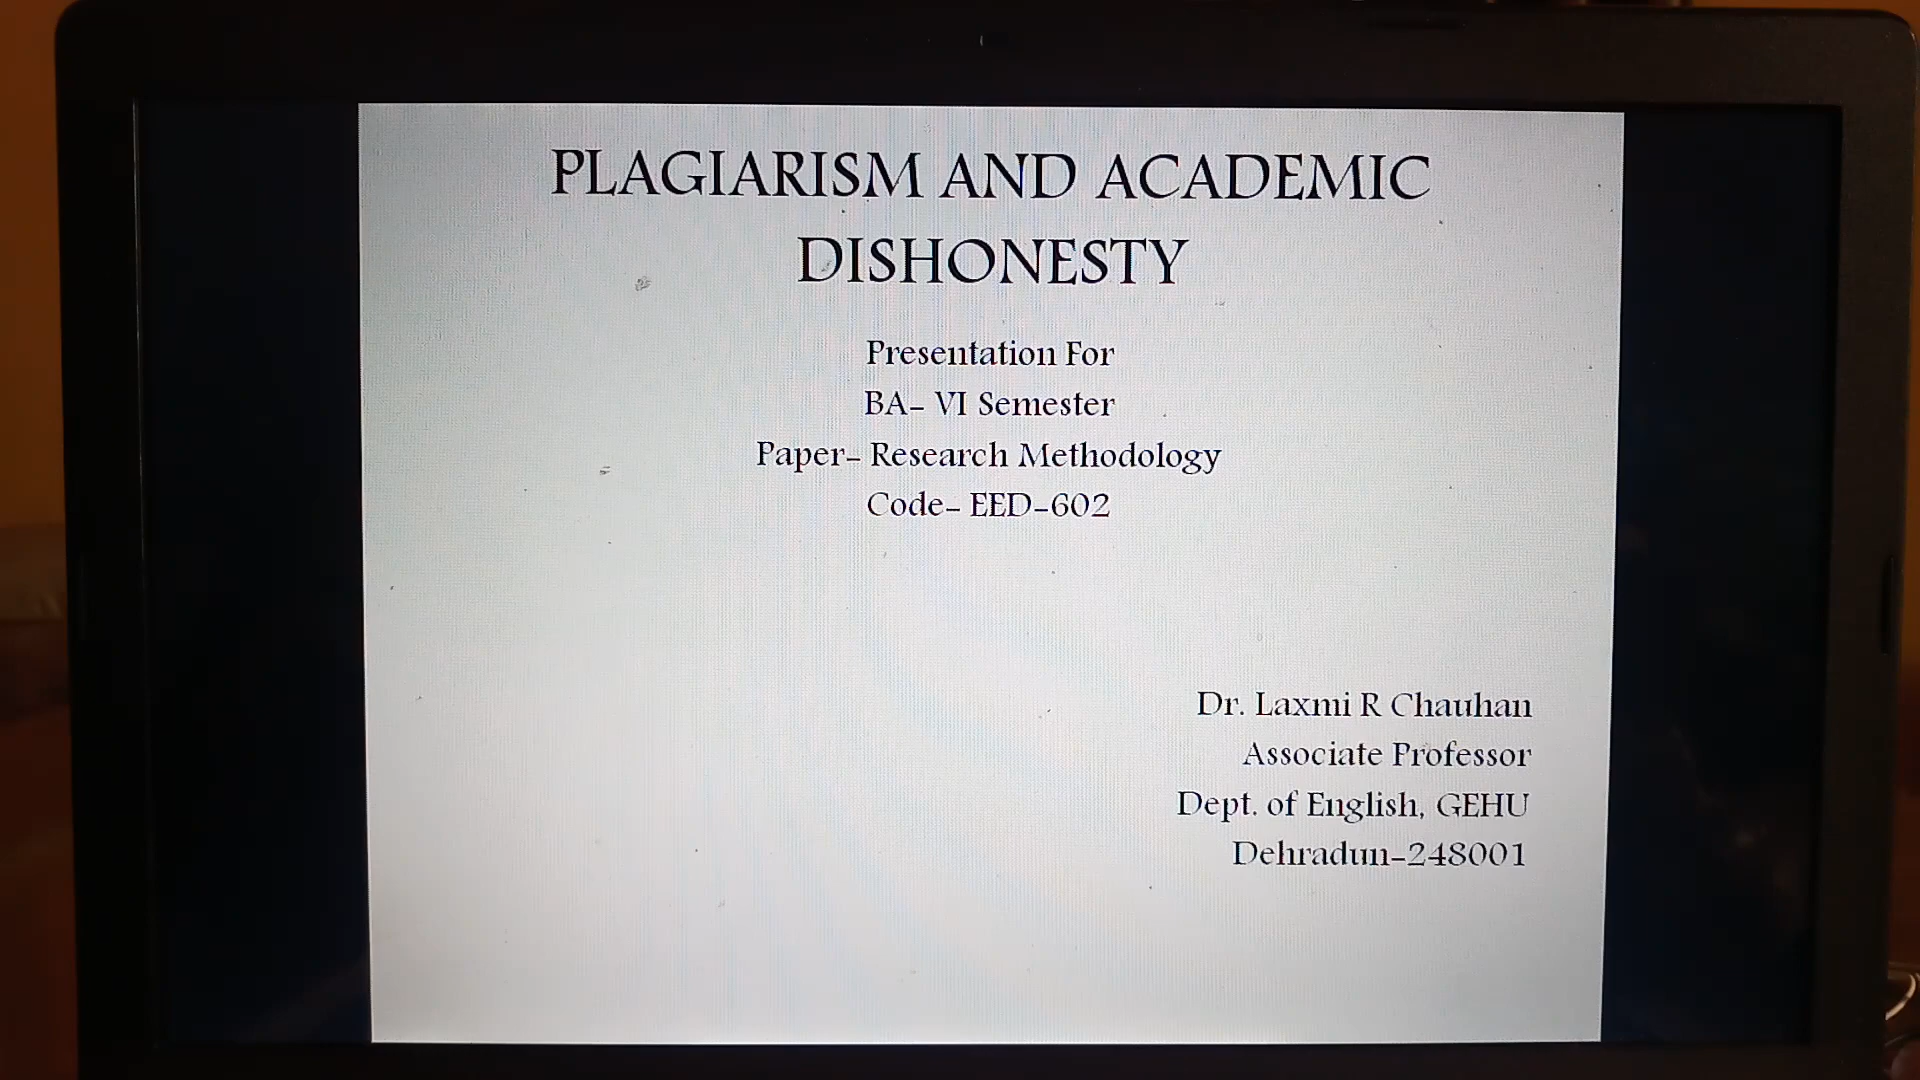 PLAGIARISM AND ACADEMIC
DISHONESTY
Presentation For
BA– VI Semester
Paper– Research Methodology
Code– EED–602
Dr. Laxmi R Chauhan
Associate Professor
Dept. of English, GEHU
Dehradun–248001